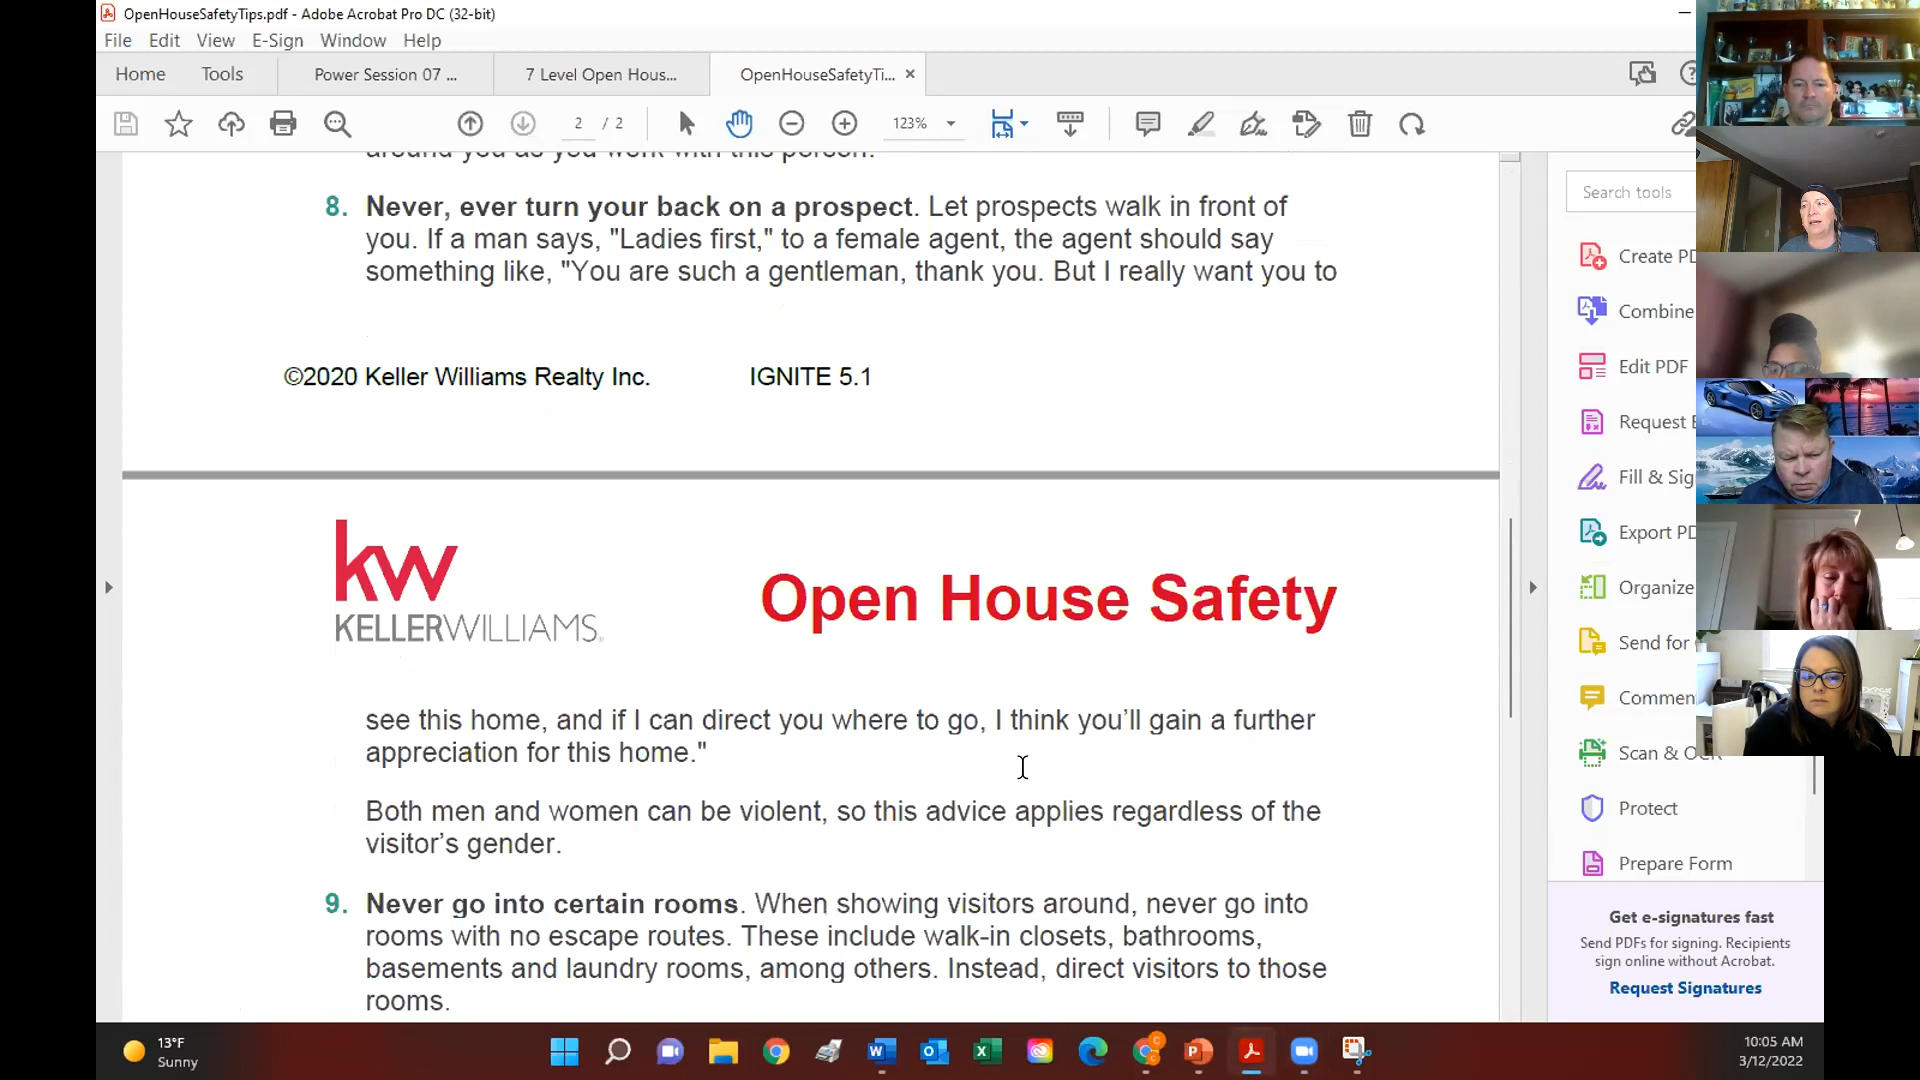 OpenHouseSafetyTips.pdf - Adobe Acrobat Pro DC (32-bit)
File Edit View E-Sign Window Help
Home Tools Power Session 07 ... 7 Level Open Hous... OpenHouseSafetyTi... ×
2 / 2 123%
around you as you work with this person.
8. Never, ever turn your back on a prospect. Let prospects walk in front of
you. If a man says, "Ladies first," to a female agent, the agent should say
something like, "You are such a gentleman, thank you. But I really want you to
©2020 Keller Williams Realty Inc. IGNITE 5.1
kw
KELLERWILLIAMS.
Open House Safety
see this home, and if I can direct you where to go, I think you'll gain a further
appreciation for this home."
Both men and women can be violent, so this advice applies regardless of the
visitor's gender.
9. Never go into certain rooms. When showing visitors around, never go into
rooms with no escape routes. These include walk-in closets, bathrooms,
basements and laundry rooms, among others. Instead, direct visitors to those
rooms.
Search tools
Create PD
Combine
Edit PDF
Request E
Fill & Sig
Export PD
Organize
Send for
Commen
Scan & OCR
Protect
Prepare Form
Get e-signatures fast
Send PDFs for signing. Recipients
sign online without Acrobat.
Request Signatures
13°F
Sunny
10:05 AM
3/12/2022